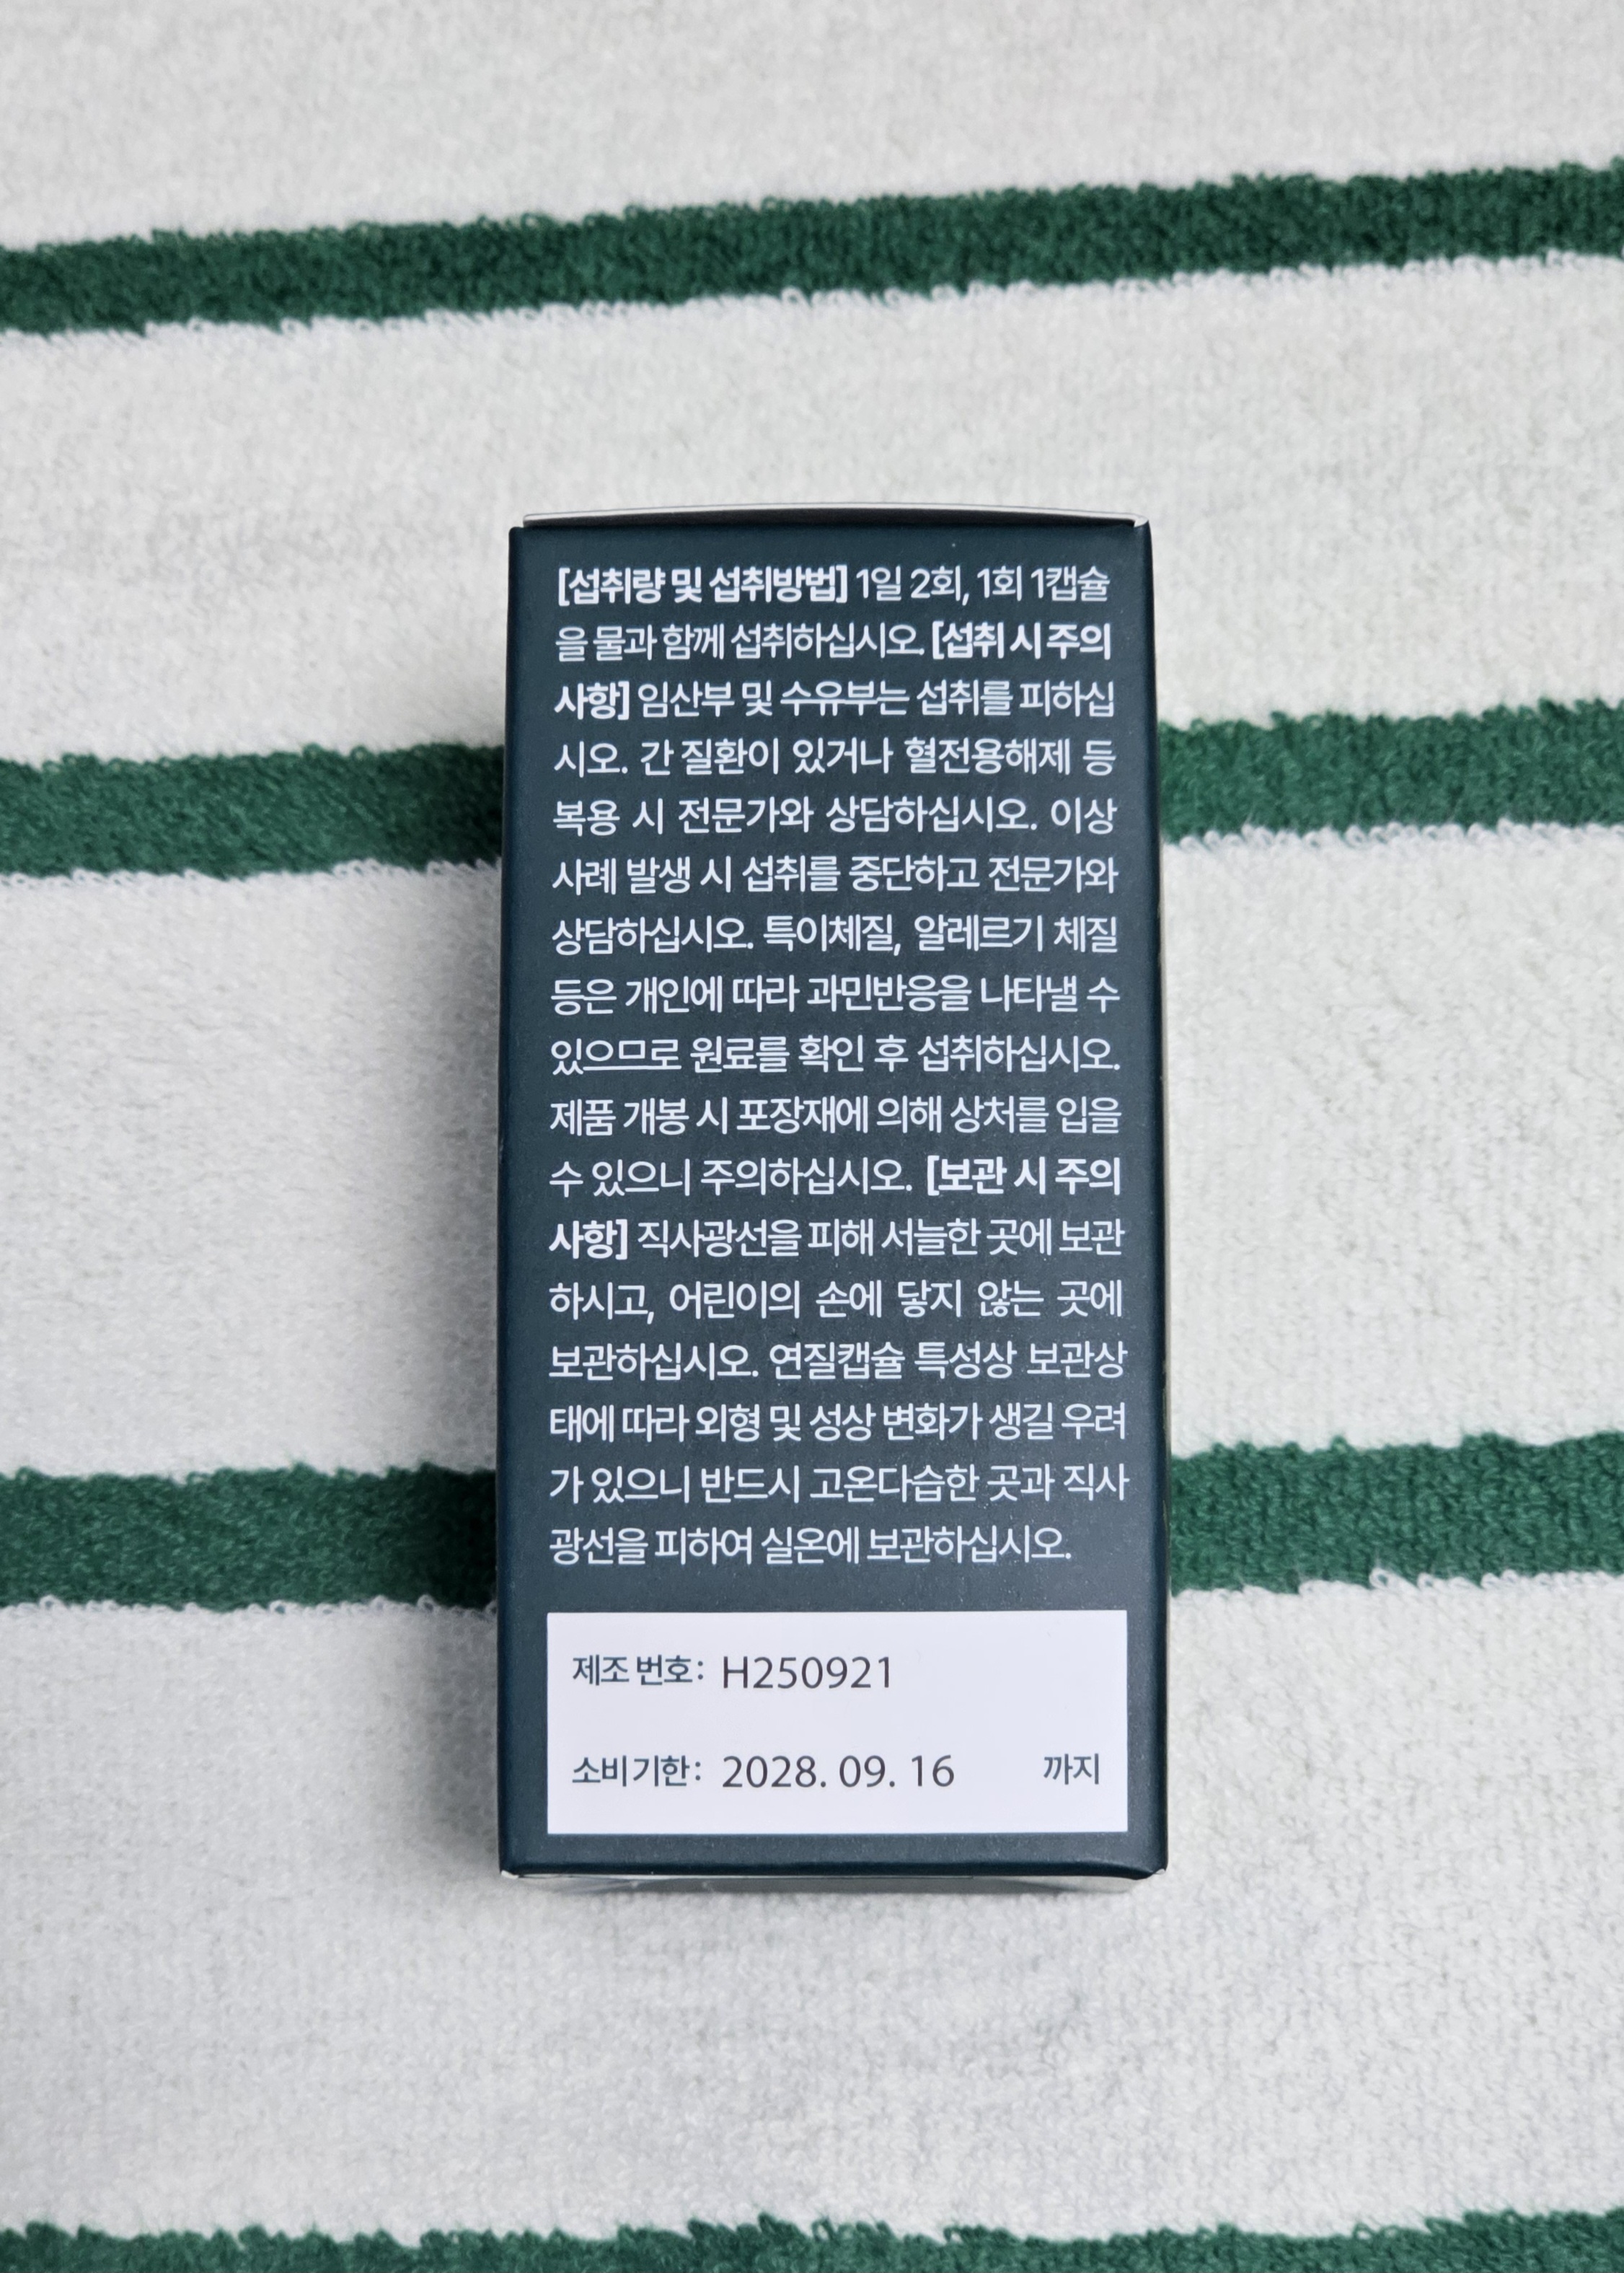 [섭취량 및 섭취방법] 1일 2회, 1회 1캡슐
을 물과 함께 섭취하십시오. [섭취 시 주의
사항] 임산부 및 수유부는 섭취를 피하십
시오. 간 질환이 있거나 혈전용해제 등
복용 시 전문가와 상담하십시오. 이상
사례 발생 시 섭취를 중단하고 전문가와
상담하십시오. 특이체질, 알레르기 체질
등은 개인에 따라 과민반응을 나타낼 수
있으므로 원료를 확인 후 섭취하십시오.
제품 개봉 시 포장재에 의해 상처를 입을
수 있으니 주의하십시오. [보관 시 주의
사항] 직사광선을 피해 서늘한 곳에 보관
하시고, 어린이의 손에 닿지 않는 곳에
보관하십시오. 연질캡슐 특성상 보관상
태에 따라 외형 및 성상 변화가 생길 우려
가 있으니 반드시 고온다습한 곳과 직사
광선을 피하여 실온에 보관하십시오.
제조 번호: H250921
소비기한: 2028. 09. 16 까지